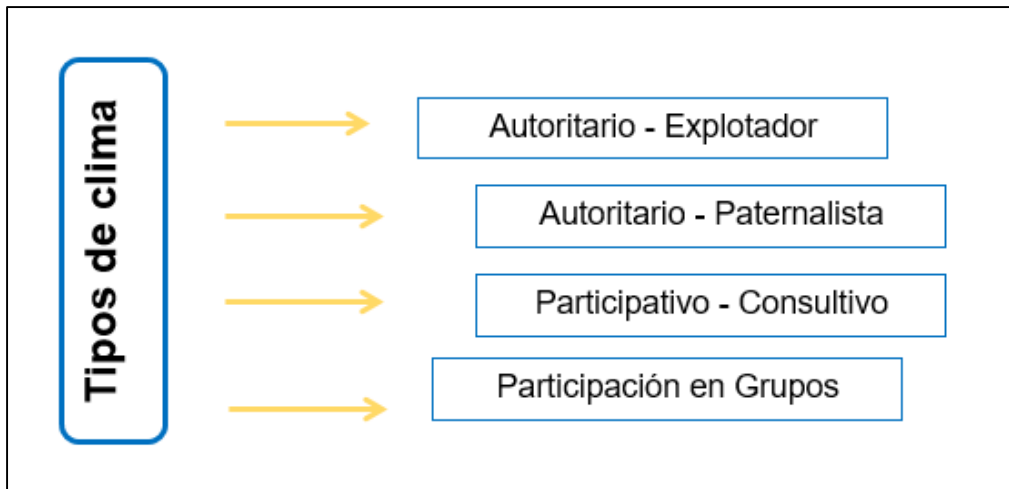 Tipos de clima
Autoritario - Explotador
Autoritario - Paternalista
Participativo - Consultivo
Participación en Grupos